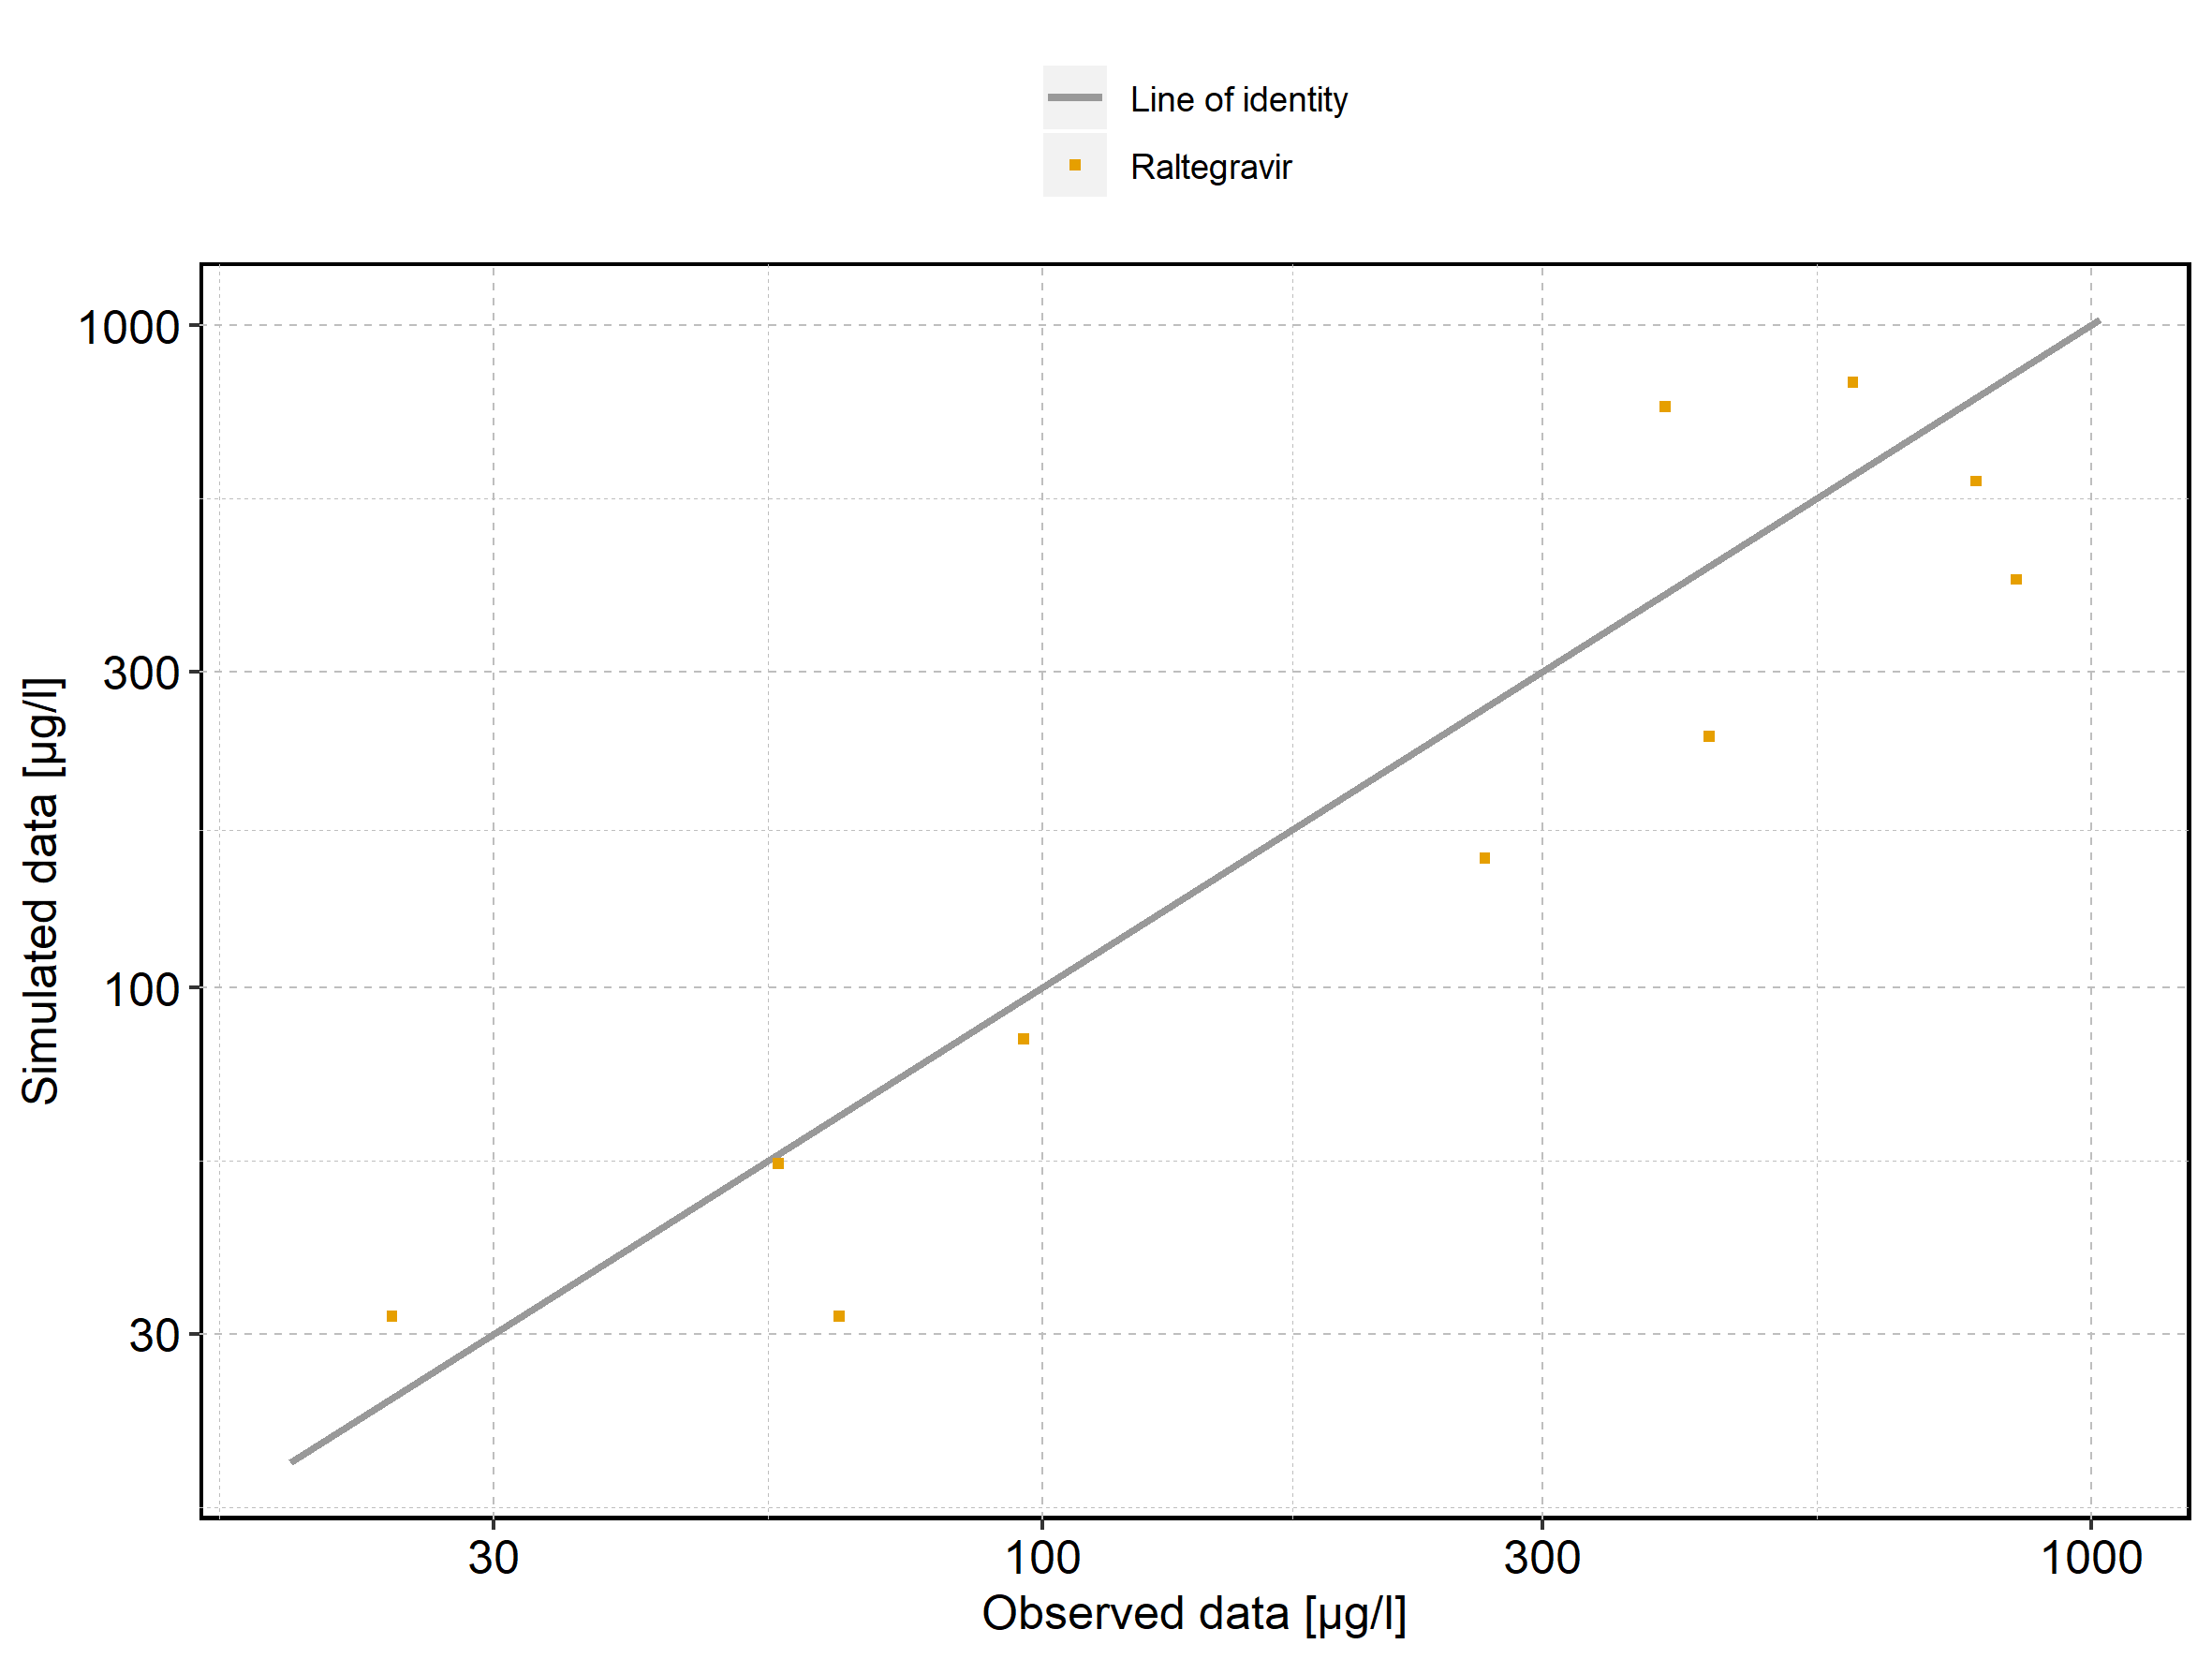 Line of identity
Raltegravir
1000
300
100
30
Simulated data [µg/l]
30 100 300 1000
Observed data [µg/l]